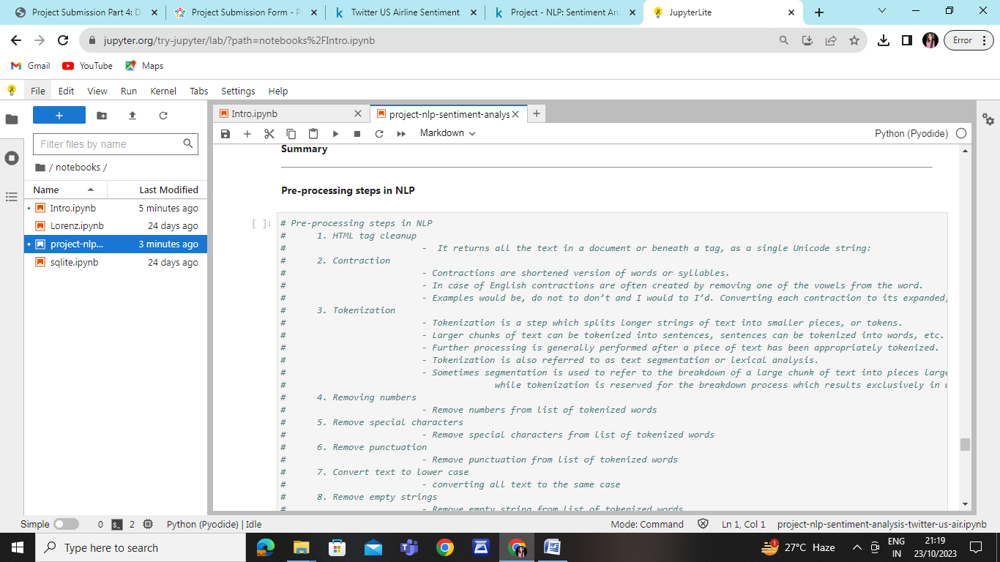 Project Submission Part 4: D
Project Submission Form - P
Twitter US Airline Sentiment
Project - NLP: Sentiment An
JupyterLite
jupyter.org/try-jupyter/lab/?path=notebooks%2FIntro.ipynb
Error
Gmail
YouTube
Maps
File Edit View Run Kernel Tabs Settings Help
Intro.ipynb
project-nlp-sentiment-analys
Filter files by name
Markdown
Python (Pyodide)
/ notebooks /
Name Last Modified
Intro.ipynb 5 minutes ago
Lorenz.ipynb 24 days ago
project-nlp... 3 minutes ago
sqlite.ipynb 24 days ago
Summary
Pre-processing steps in NLP
[ ]:
# Pre-processing steps in NLP
# 1. HTML tag cleanup
# - It returns all the text in a document or beneath a tag, as a single Unicode string:
# 2. Contraction
# - Contractions are shortened version of words or syllables.
# - In case of English contractions are often created by removing one of the vowels from the word.
# - Examples would be, do not to don’t and I would to I’d. Converting each contraction to its expanded,
# 3. Tokenization
# - Tokenization is a step which splits longer strings of text into smaller pieces, or tokens.
# - Larger chunks of text can be tokenized into sentences, sentences can be tokenized into words, etc.
# - Further processing is generally performed after a piece of text has been appropriately tokenized.
# - Tokenization is also referred to as text segmentation or lexical analysis.
# - Sometimes segmentation is used to refer to the breakdown of a large chunk of text into pieces large
# while tokenization is reserved for the breakdown process which results exclusively in
# 4. Removing numbers
# - Remove numbers from list of tokenized words
# 5. Remove special characters
# - Remove special characters from list of tokenized words
# 6. Remove punctuation
# - Remove punctuation from list of tokenized words
# 7. Convert text to lower case
# - converting all text to the same case
# 8. Remove empty strings
# - Remove empty string from list of tokenized words
Simple 0 2 Python (Pyodide) | Idle
Mode: Command Ln 1, Col 1 project-nlp-sentiment-analysis-twitter-us-air.ipynb
Type here to search
1
27°C Haze
ENG
IN
21:19
23/10/2023